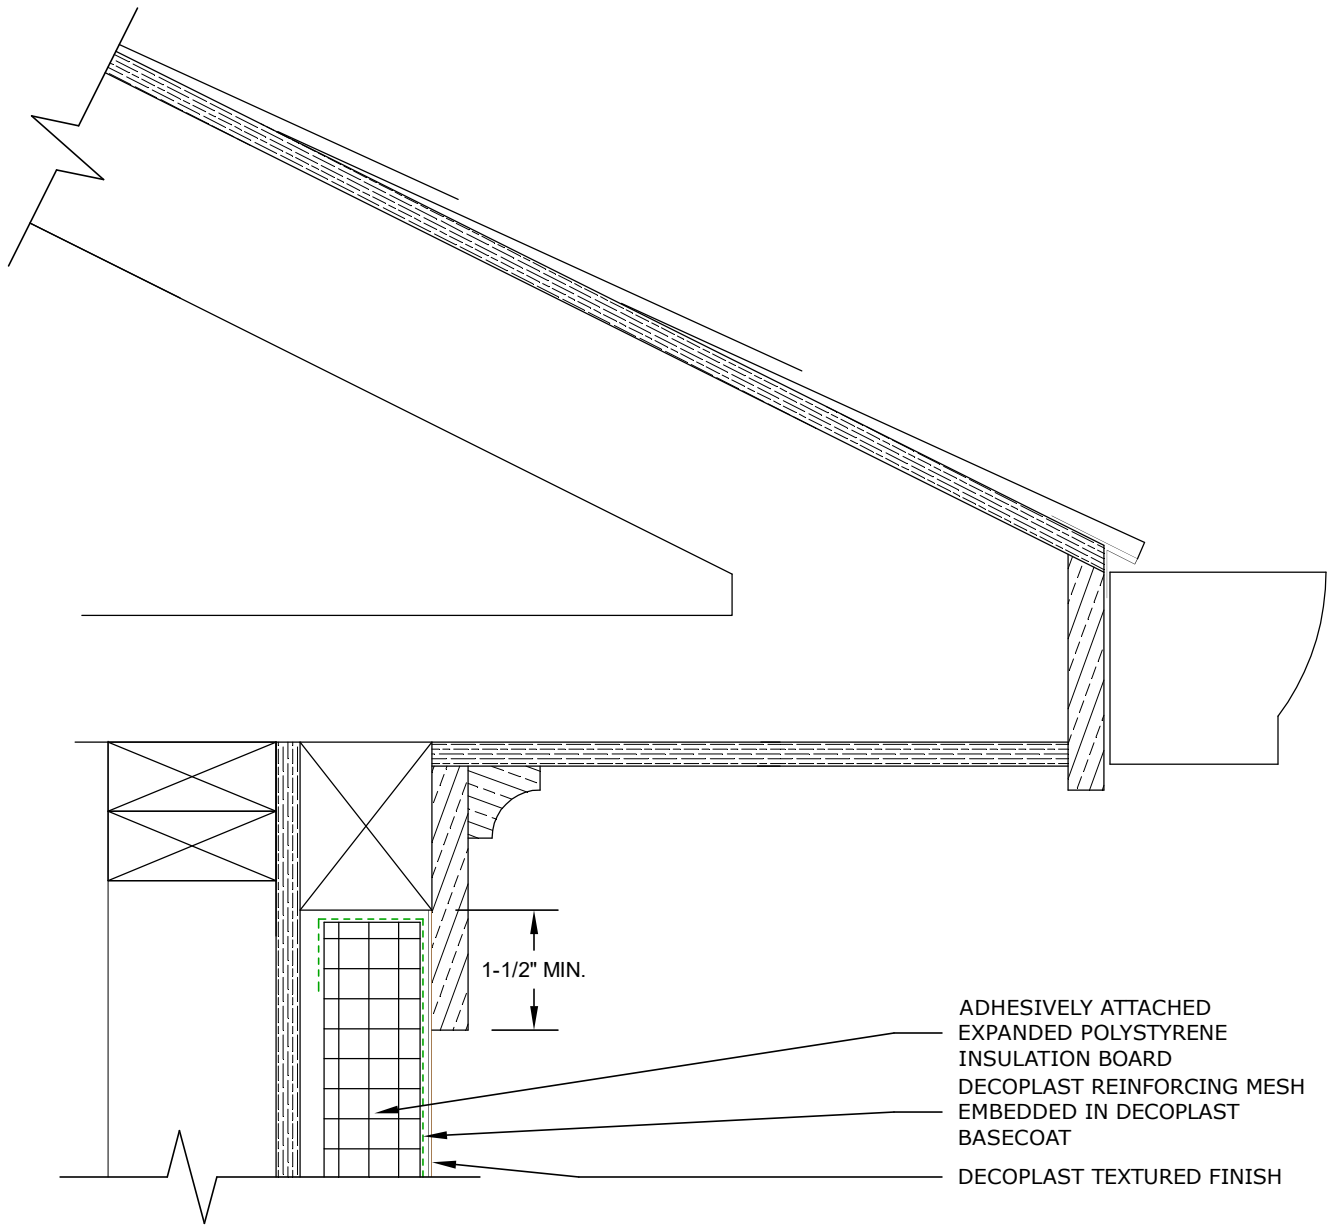 1-1/2" MIN.
ADHESIVELY ATTACHED
EXPANDED POLYSTYRENE
INSULATION BOARD
DECOPLAST REINFORCING MESH
EMBEDDED IN DECOPLAST
BASECOAT
DECOPLAST TEXTURED FINISH